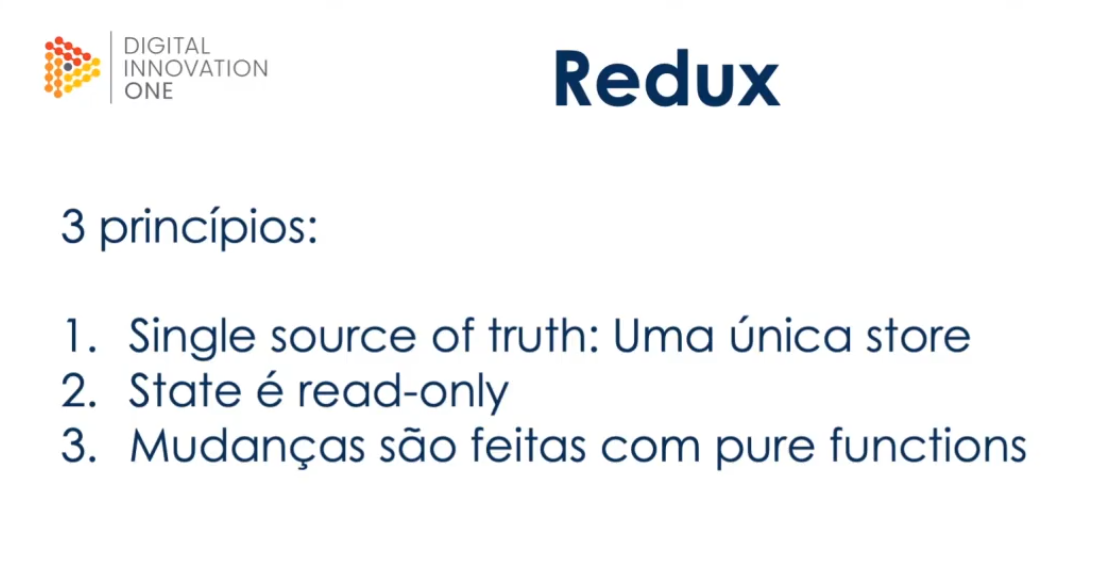 DIGITAL
INNOVATION
ONE
Redux
3 princípios:
1. Single source of truth: Uma única store
2. State é read-only
3. Mudanças são feitas com pure functions